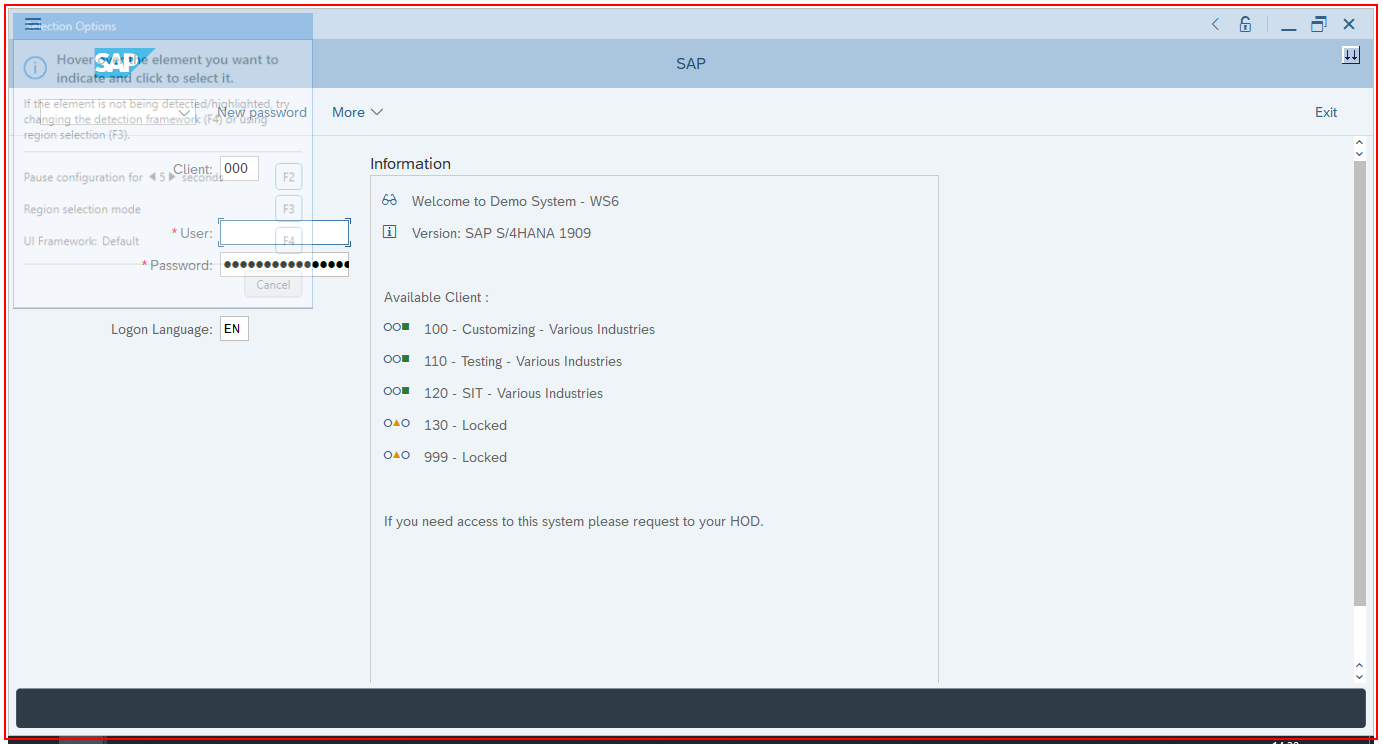 Selection Options
SAP
Hover over the element you want to
indicate and click to select it.
SAP
If the element is not being detected/highlighted, try
changing the detection framework (F4) or using
region selection (F3).
New password
More
Exit
Pause configuration for 5 seconds
F2
Region selection mode
F3
UI Framework: Default
F4
Cancel
Client: 000
* User:
* Password:
Logon Language: EN
Information
Welcome to Demo System - WS6
Version: SAP S/4HANA 1909
Available Client :
100 - Customizing - Various Industries
110 - Testing - Various Industries
120 - SIT - Various Industries
130 - Locked
999 - Locked
If you need access to this system please request to your HOD.